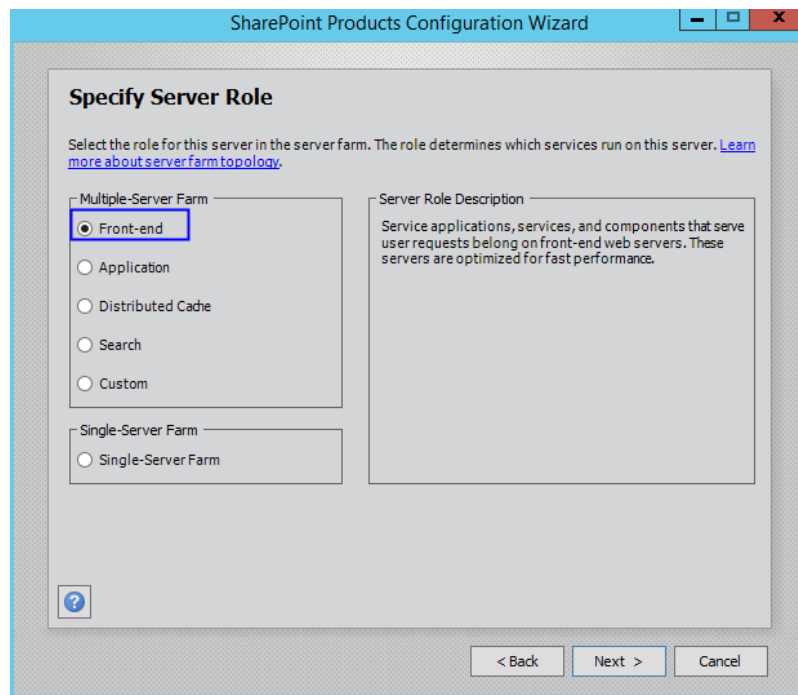 SharePoint Products Configuration Wizard
Specify Server Role
Select the role for this server in the server farm. The role determines which services run on this server. Learn
more about server farm topology.
Multiple-Server Farm
Front-end
Application
Distributed Cache
Search
Custom
Single-Server Farm
Single-Server Farm
Server Role Description
Service applications, services, and components that serve
user requests belong on front-end web servers. These
servers are optimized for fast performance.
?
< Back
Next >
Cancel